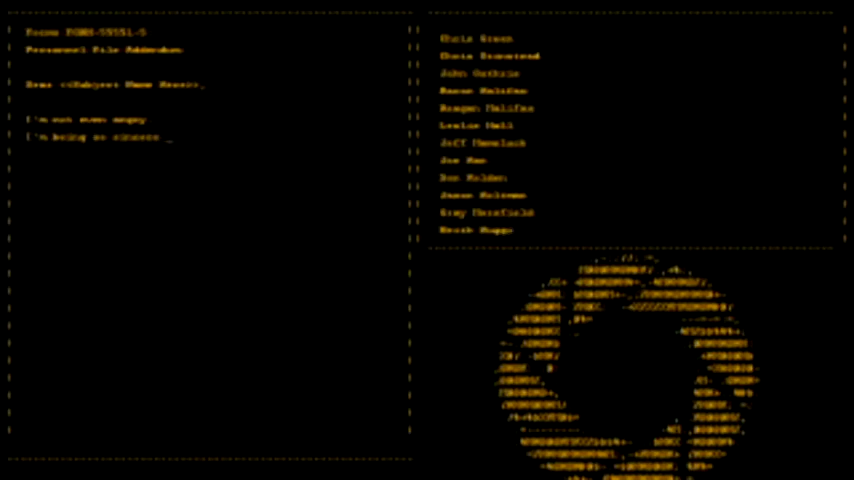 Forms FORM-55551-5
Personnel File Addendum:
Dear <<Subject Name Here>>,
I'm not even angry
I'm being so sincere _
Chris Green
Chris Grinstead
John Guthrie
Aaron Halifax
Reagan Halifax
Leslie Hall
Jeff Hameluck
Joe Han
Don Holden
Jason Holtman
Gray Horsfield
Keith Huggs